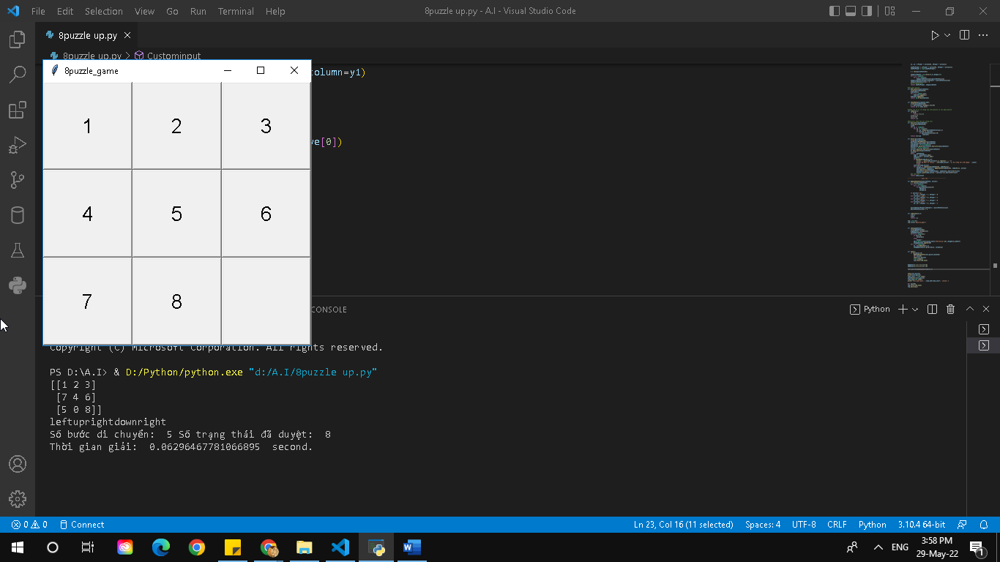 File Edit Selection View Go Run Terminal Help 8puzzle up.py - A.I - Visual Studio Code
8puzzle up.py
8puzzle up.py > Custominput
8puzzle_game
column=y1)
1 2 3
ve[0])
4 5 6
7 8
CONSOLE
Python
Copyright (C) Microsoft Corporation. All rights reserved.
PS D:\A.I> & D:/Python/python.exe "d:/A.I/8puzzle up.py"
[[1 2 3]
[7 4 6]
[5 0 8]]
leftuprightdownright
Số bước di chuyển: 5 Số trạng thái đã duyệt: 8
Thời gian giải: 0.06296467781066895 second.
0 0 Connect Ln 23, Col 16 (11 selected) Spaces: 4 UTF-8 CRLF Python 3.10.4 64-bit
ENG 3:58 PM
29-May-22 1